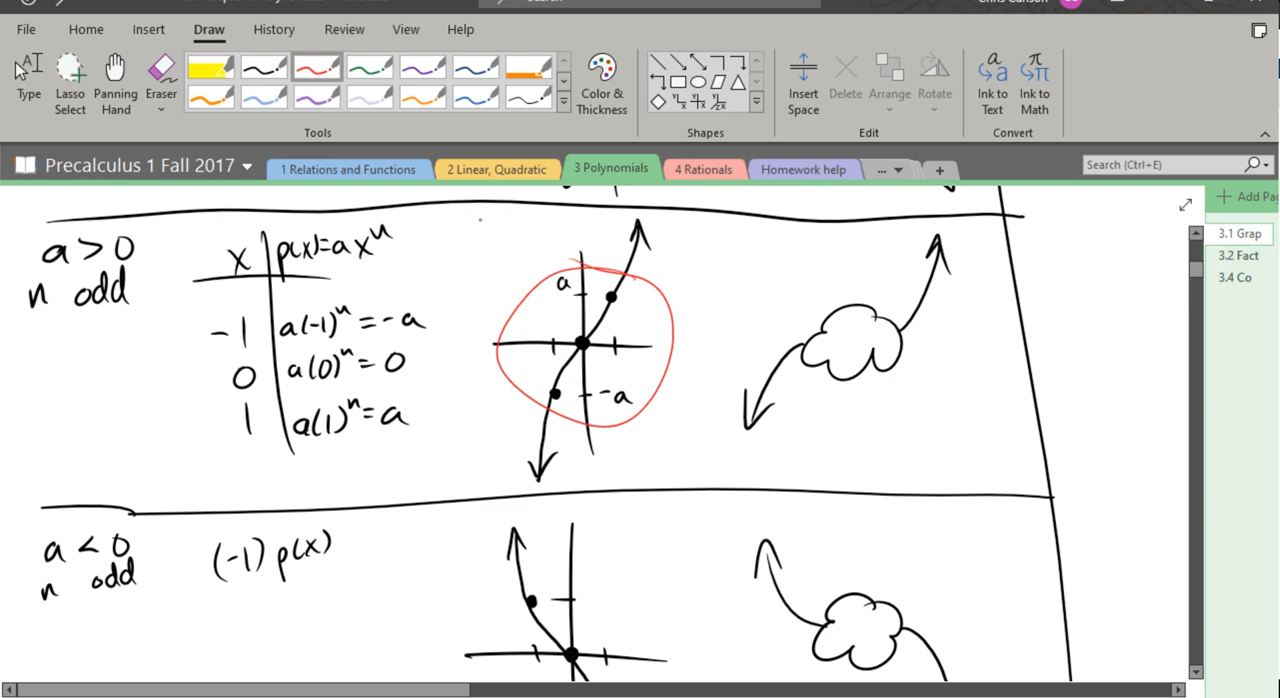 File Home Insert Draw History Review View Help
Type
Lasso Select
Panning Hand
Eraser
Color & Thickness
Insert Space
Delete
Arrange
Rotate
Ink to Text
Ink to Math
Tools
Shapes
Edit
Convert
Precalculus 1 Fall 2017
1 Relations and Functions
2 Linear, Quadratic
3 Polynomials
4 Rationals
Homework help
...
Search (Ctrl+E)
Add Pag
3.1 Grap
3.2 Fact
3.4 Co
a > 0
n odd
x p(x)=ax^n
-1 a(-1)^n = -a
0 a(0)^n = 0
1 a(1)^n = a
a
-a
a < 0
n odd
(-1) p(x)